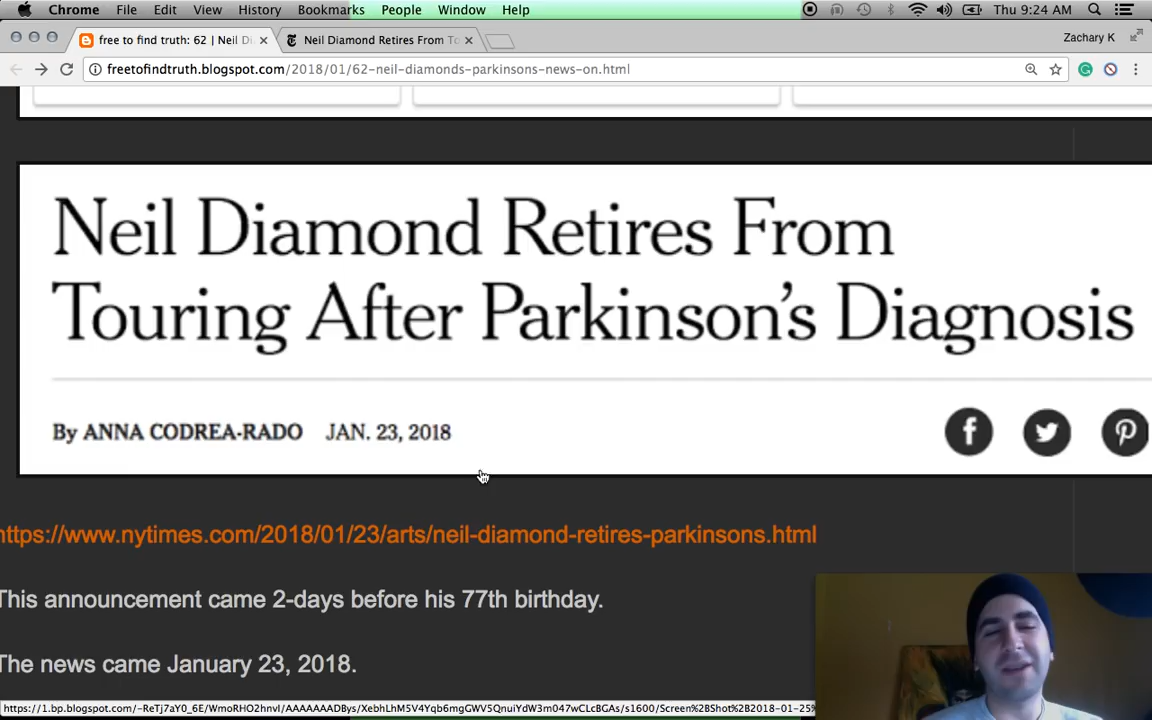 Chrome File Edit View History Bookmarks People Window Help Thu 9:24 AM
free to find truth: 62 | Neil Di Neil Diamond Retires From To Zachary K
freetofindtruth.blogspot.com/2018/01/62-neil-diamonds-parkinsons-news-on.html
Neil Diamond Retires From
Touring After Parkinson's Diagnosis
By ANNA CODREA-RADO JAN. 23, 2018
https://www.nytimes.com/2018/01/23/arts/neil-diamond-retires-parkinsons.html
This announcement came 2-days before his 77th birthday.
The news came January 23, 2018.